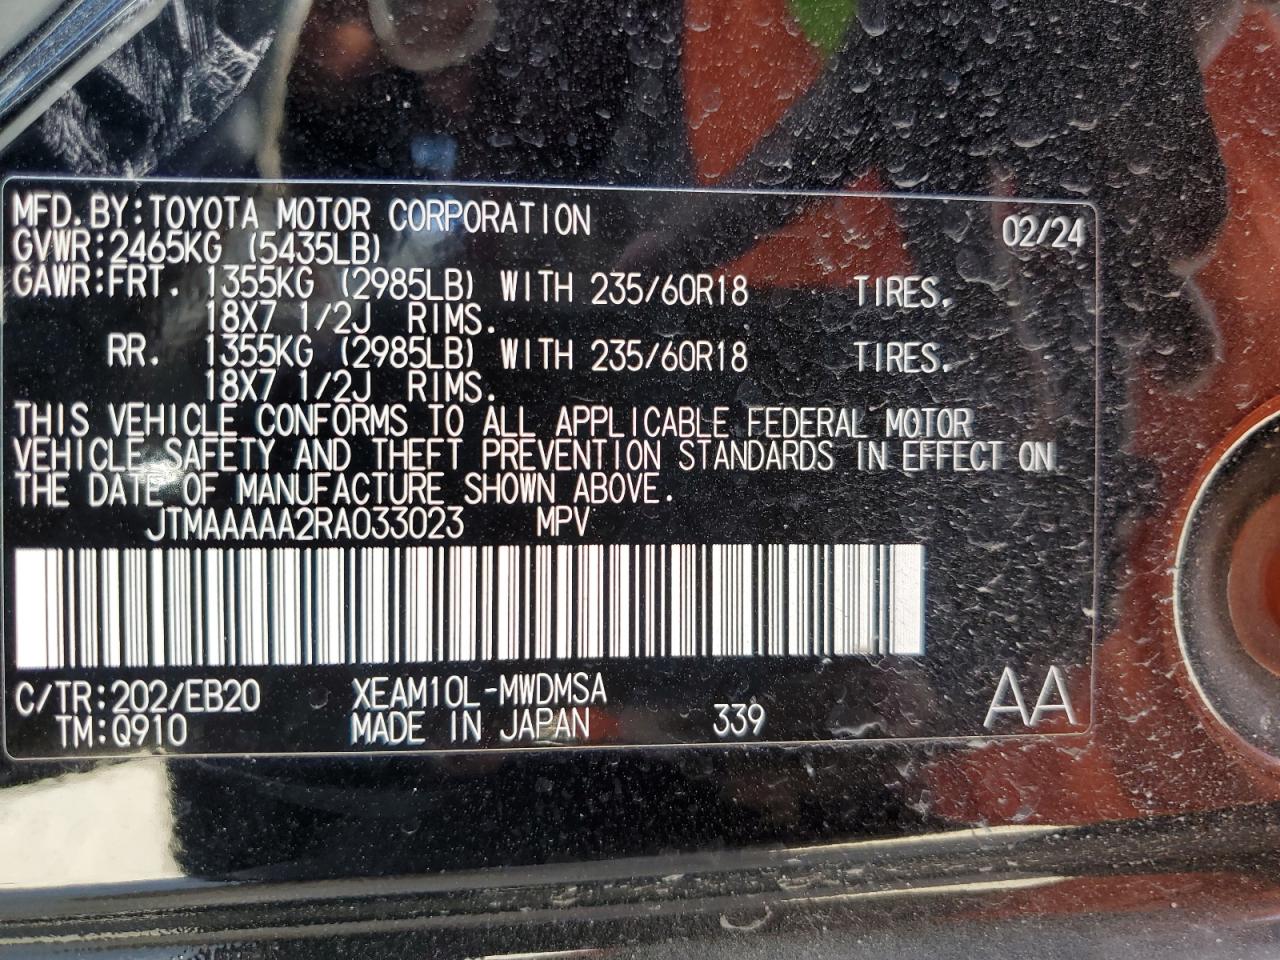 MFD.BY:TOYOTA MOTOR CORPORATION 02/24
GVWR:2465KG (5435LB)
GAWR:FRT. 1355KG (2985LB) WITH 235/60R18 TIRES.
18X7 1/2J RIMS.
RR. 1355KG (2985LB) WITH 235/60R18 TIRES.
18X7 1/2J RIMS.
THIS VEHICLE CONFORMS TO ALL APPLICABLE FEDERAL MOTOR
VEHICLE SAFETY AND THEFT PREVENTION STANDARDS IN EFFECT ON
THE DATE OF MANUFACTURE SHOWN ABOVE.
JTMAAAAA2RA033023 MPV
C/TR:202/EB20 XEAM10L-MWDMSA AA
TM:Q910 MADE IN JAPAN 339